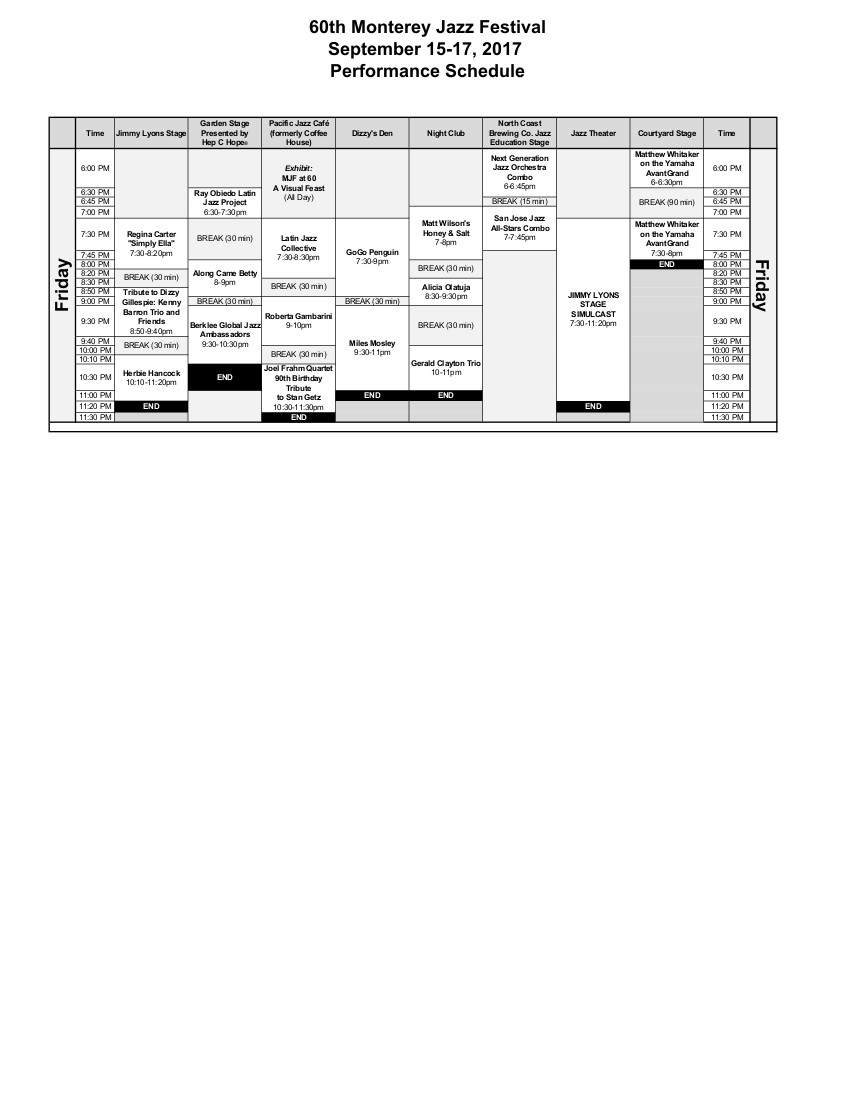 60th Monterey Jazz Festival
September 15-17, 2017
Performance Schedule
Time
Jimmy Lyons Stage
Garden Stage
Presented by
Hep C Hope®
Pacific Jazz Café
(formerly Coffee
House)
Dizzy's Den
Night Club
North Coast
Brewing Co. Jazz
Education Stage
Jazz Theater
Courtyard Stage
Time
Friday
6:00 PM
6:30 PM
6:45 PM
7:00 PM
7:30 PM
7:45 PM
8:00 PM
8:20 PM
8:30 PM
8:50 PM
9:00 PM
9:30 PM
9:40 PM
10:00 PM
10:10 PM
10:30 PM
11:00 PM
11:20 PM
11:30 PM
Regina Carter
"Simply Ella"
7:30-8:20pm
BREAK (30 min)
Tribute to Dizzy
Gillespie: Kenny
Barron Trio and
Friends
8:50-9:40pm
BREAK (30 min)
Herbie Hancock
10:10-11:20pm
END
Ray Obiedo Latin
Jazz Project
6:30-7:30pm
BREAK (30 min)
Along Came Betty
8-9pm
BREAK (30 min)
Berklee Global Jazz
Ambassadors
9:30-10:30pm
END
Exhibit:
MJF at 60
A Visual Feast
(All Day)
Latin Jazz
Collective
7:30-8:30pm
BREAK (30 min)
Roberta Gambarini
9-10pm
BREAK (30 min)
Joel Frahm Quartet
90th Birthday
Tribute
to Stan Getz
10:30-11:30pm
END
GoGo Penguin
7:30-9pm
BREAK (30 min)
Miles Mosley
9:30-11pm
END
Matt Wilson's
Honey & Salt
7-8pm
BREAK (30 min)
Alicia Olatuja
8:30-9:30pm
BREAK (30 min)
Gerald Clayton Trio
10-11pm
END
Next Generation
Jazz Orchestra
Combo
6-6:45pm
BREAK (15 min)
San Jose Jazz
All-Stars Combo
7-7:45pm
JIMMY LYONS
STAGE
SIMULCAST
7:30-11:20pm
END
Matthew Whitaker
on the Yamaha
AvantGrand
6-6:30pm
BREAK (90 min)
Matthew Whitaker
on the Yamaha
AvantGrand
7:30-8pm
END
6:00 PM
6:30 PM
6:45 PM
7:00 PM
7:30 PM
7:45 PM
8:00 PM
8:20 PM
8:30 PM
8:50 PM
9:00 PM
9:30 PM
9:40 PM
10:00 PM
10:10 PM
10:30 PM
11:00 PM
11:20 PM
11:30 PM
Friday